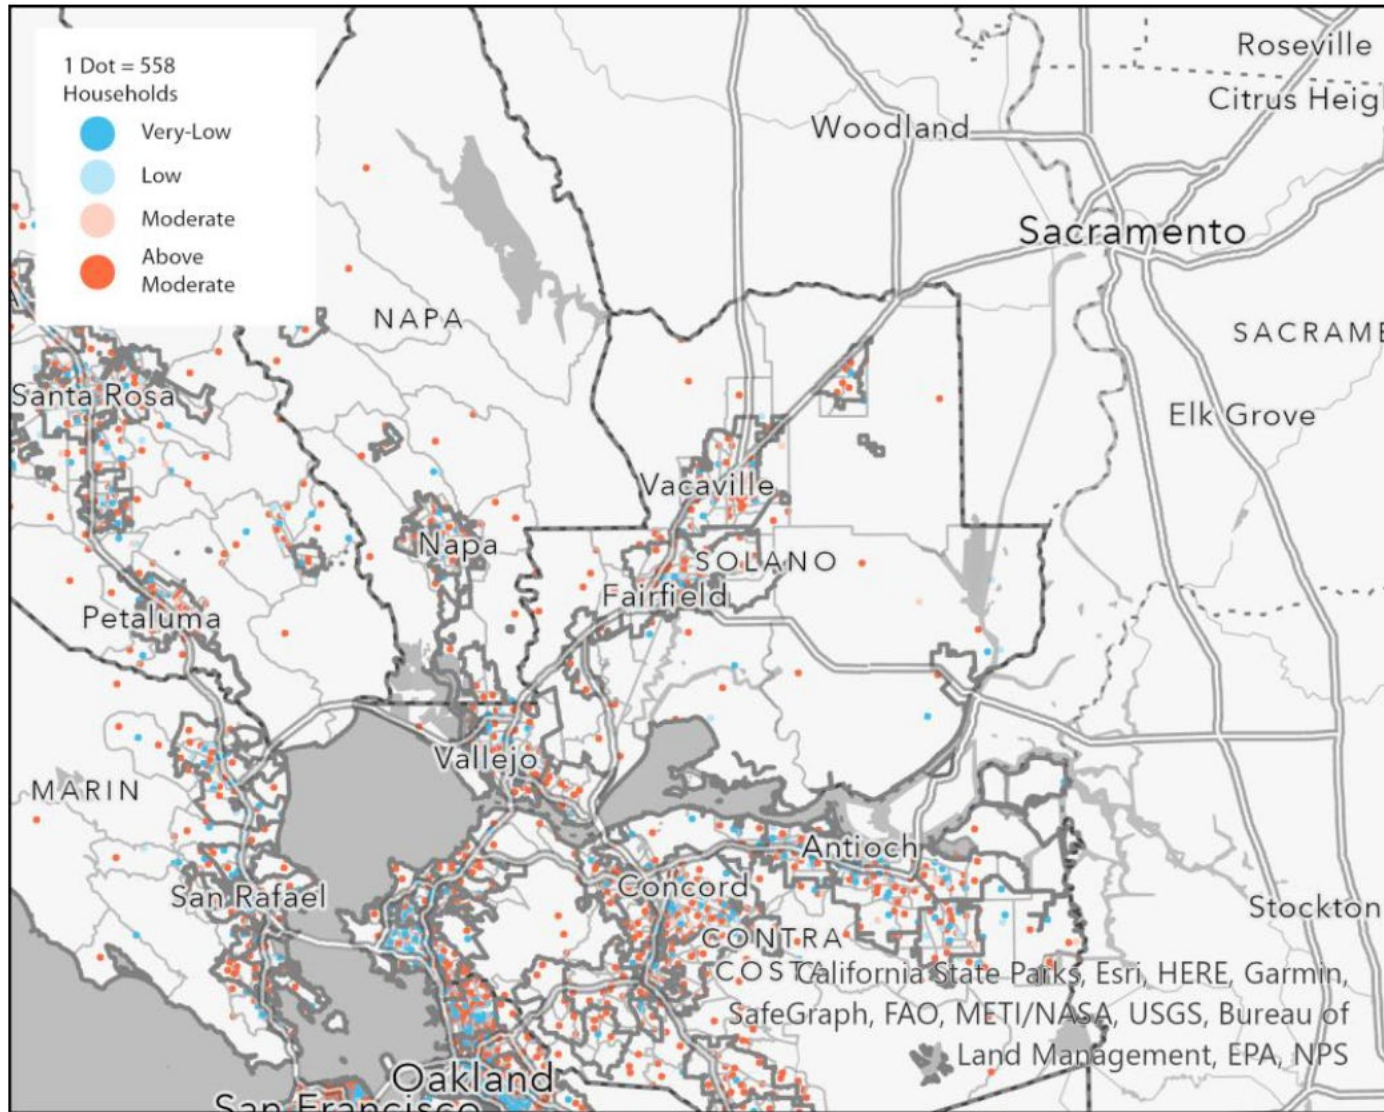 1 Dot = 558
Households
Very-Low
Low
Moderate
Above
Moderate
Roseville
Citrus Heig
Woodland
Sacramento
NAPA
SACRAME
Santa Rosa
Elk Grove
Vacaville
Napa
SOLANO
Fairfield
Petaluma
Vallejo
MARIN
Antioch
Concord
San Rafael
Stockton
CONTRA
COSTA
California State Parks, Esri, HERE, Garmin,
SafeGraph, FAO, METI/NASA, USGS, Bureau of
Land Management, EPA, NPS
Oakland
San Francisco